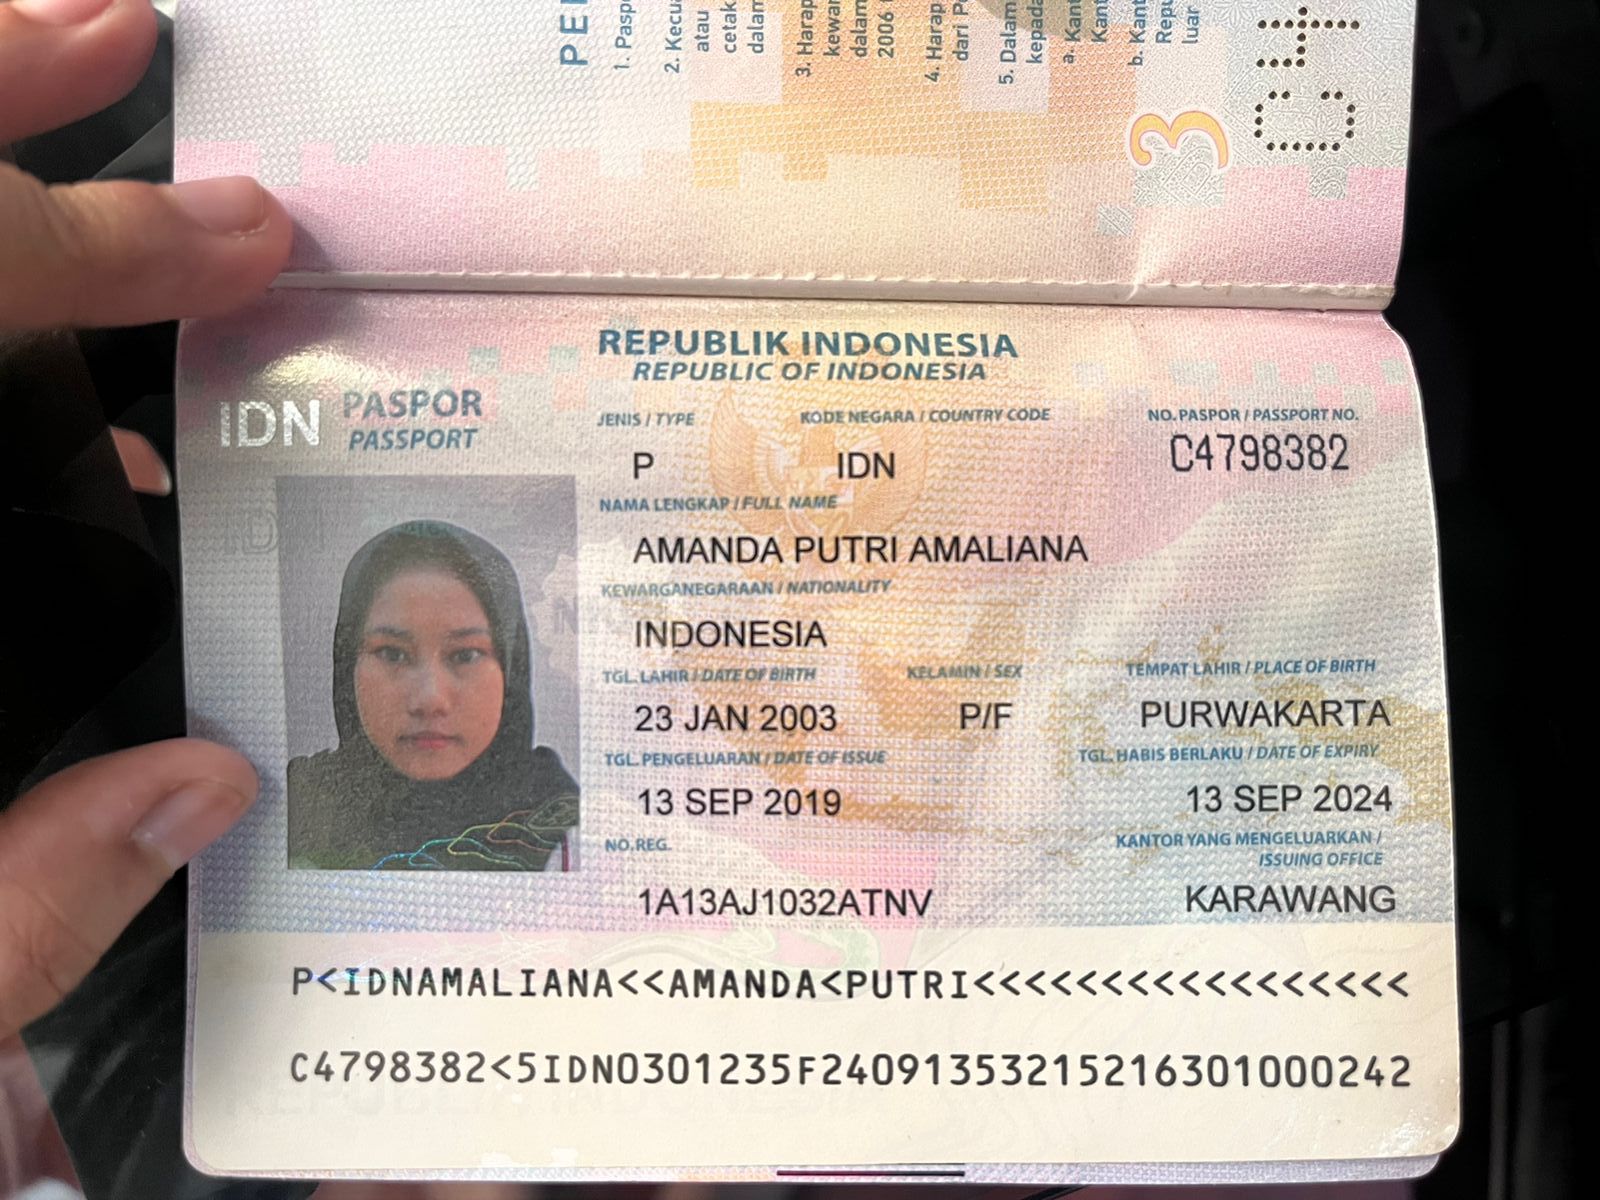 PE
1. Paspo
2. Kecua
atau
cetak
dalam
3. Harap
kewar
dalam
2006
4. Harap
dari Pa
5. Dalam
kepada
a. Kant
Kant
b. Kant
Repu
luar
3
C4
REPUBLIK INDONESIA
REPUBLIC OF INDONESIA
IDN PASPOR
PASSPORT
JENIS / TYPE KODE NEGARA / COUNTRY CODE NO. PASPOR / PASSPORT NO.
P IDN C4798382
NAMA LENGKAP / FULL NAME
AMANDA PUTRI AMALIANA
KEWARGANEGARAAN / NATIONALITY
INDONESIA
TGL. LAHIR / DATE OF BIRTH KELAMIN / SEX TEMPAT LAHIR / PLACE OF BIRTH
23 JAN 2003 P/F PURWAKARTA
TGL. PENGELUARAN / DATE OF ISSUE TGL. HABIS BERLAKU / DATE OF EXPIRY
13 SEP 2019 13 SEP 2024
NO.REG. KANTOR YANG MENGELUARKAN /
ISSUING OFFICE
1A13AJ1032ATNV KARAWANG
P<IDNAMALIANA<<AMANDA<PUTRI<<<<<<<<<<<<<<<<<
C4798382<5IDN0301235F2409135321521630100024​2